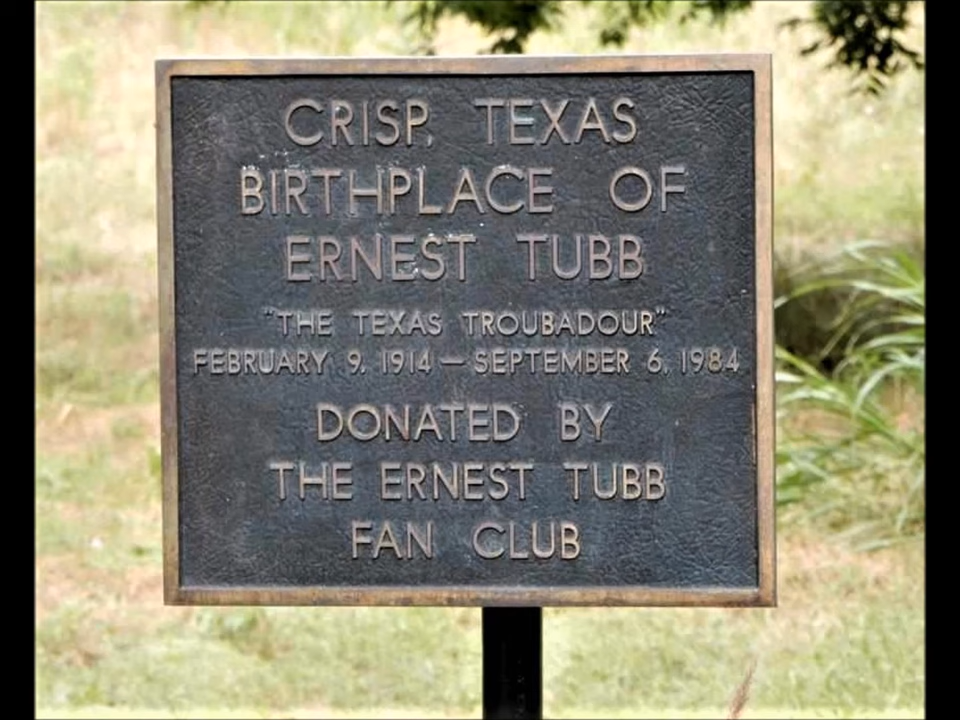 CRISP, TEXAS
BIRTHPLACE OF
ERNEST TUBB
"THE TEXAS TROUBADOUR"
FEBRUARY 9, 1914 — SEPTEMBER 6, 1984
DONATED BY
THE ERNEST TUBB
FAN CLUB